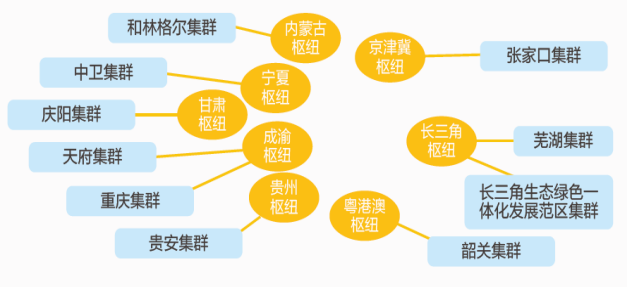 和林格尔集群
内蒙古
枢纽
京津冀
枢纽
张家口集群
中卫集群
宁夏
枢纽
庆阳集群
甘肃
枢纽
长三角
枢纽
芜湖集群
天府集群
成渝
枢纽
重庆集群
贵州
枢纽
长三角生态绿色一
体化发展范区集群
粤港澳
枢纽
贵安集群
韶关集群